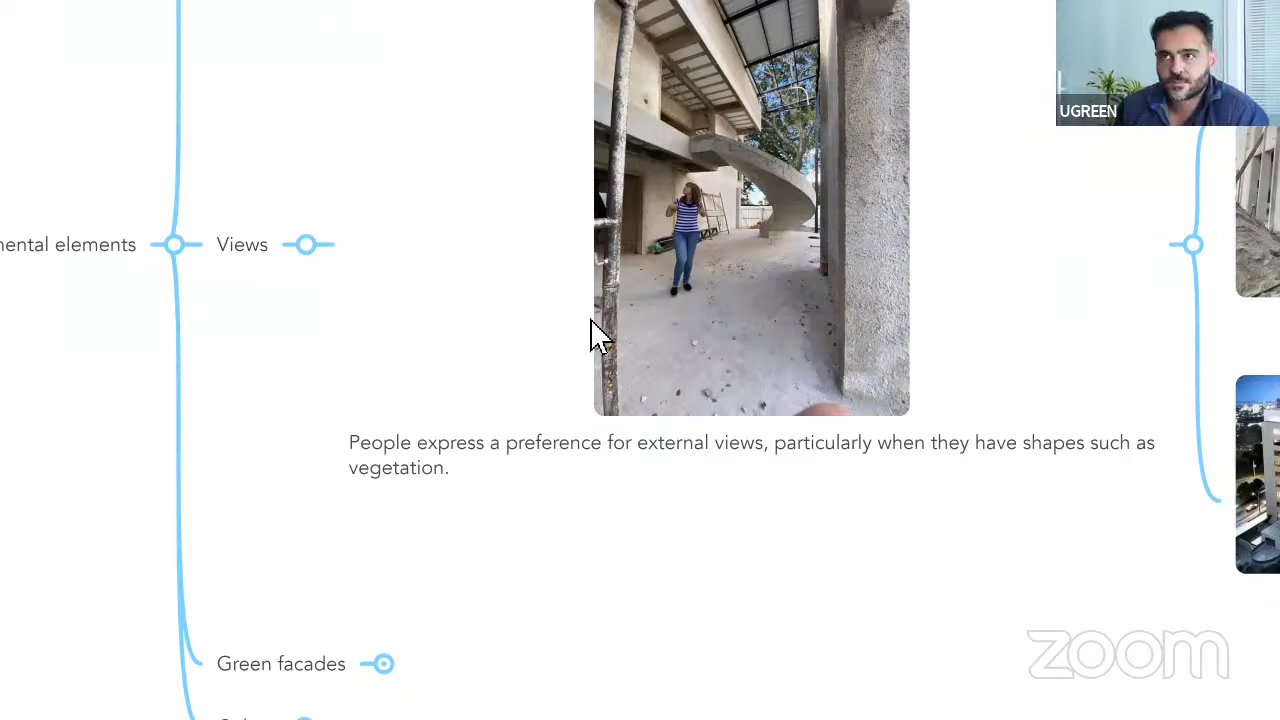 UGREEN
mental elements
Views
People express a preference for external views, particularly when they have shapes such as
vegetation.
Green facades
zoom